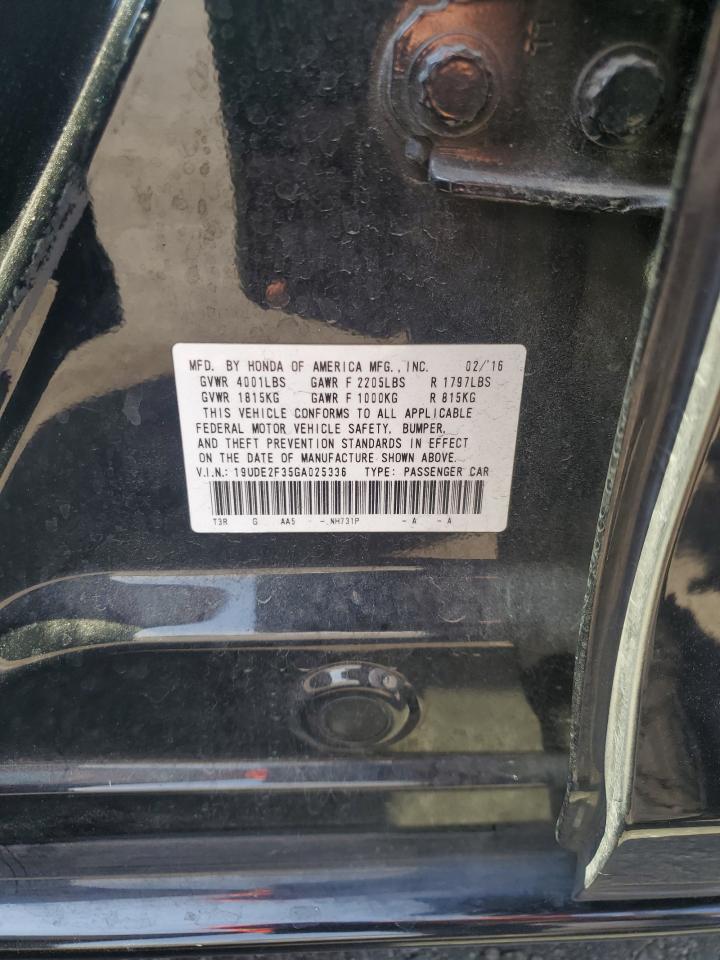 MFD. BY HONDA OF AMERICA MFG., INC. 02/'16
GVWR 4001LBS GAWR F 2205LBS R 1797LBS
GVWR 1815KG GAWR F 1000KG R 815KG
THIS VEHICLE CONFORMS TO ALL APPLICABLE
FEDERAL MOTOR VEHICLE SAFETY, BUMPER,
AND THEFT PREVENTION STANDARDS IN EFFECT
ON THE DATE OF MANUFACTURE SHOWN ABOVE.
V.I.N.: 19UDE2F35GA025336 TYPE: PASSENGER CAR
T3R G AA5 - - NH731P - A - A